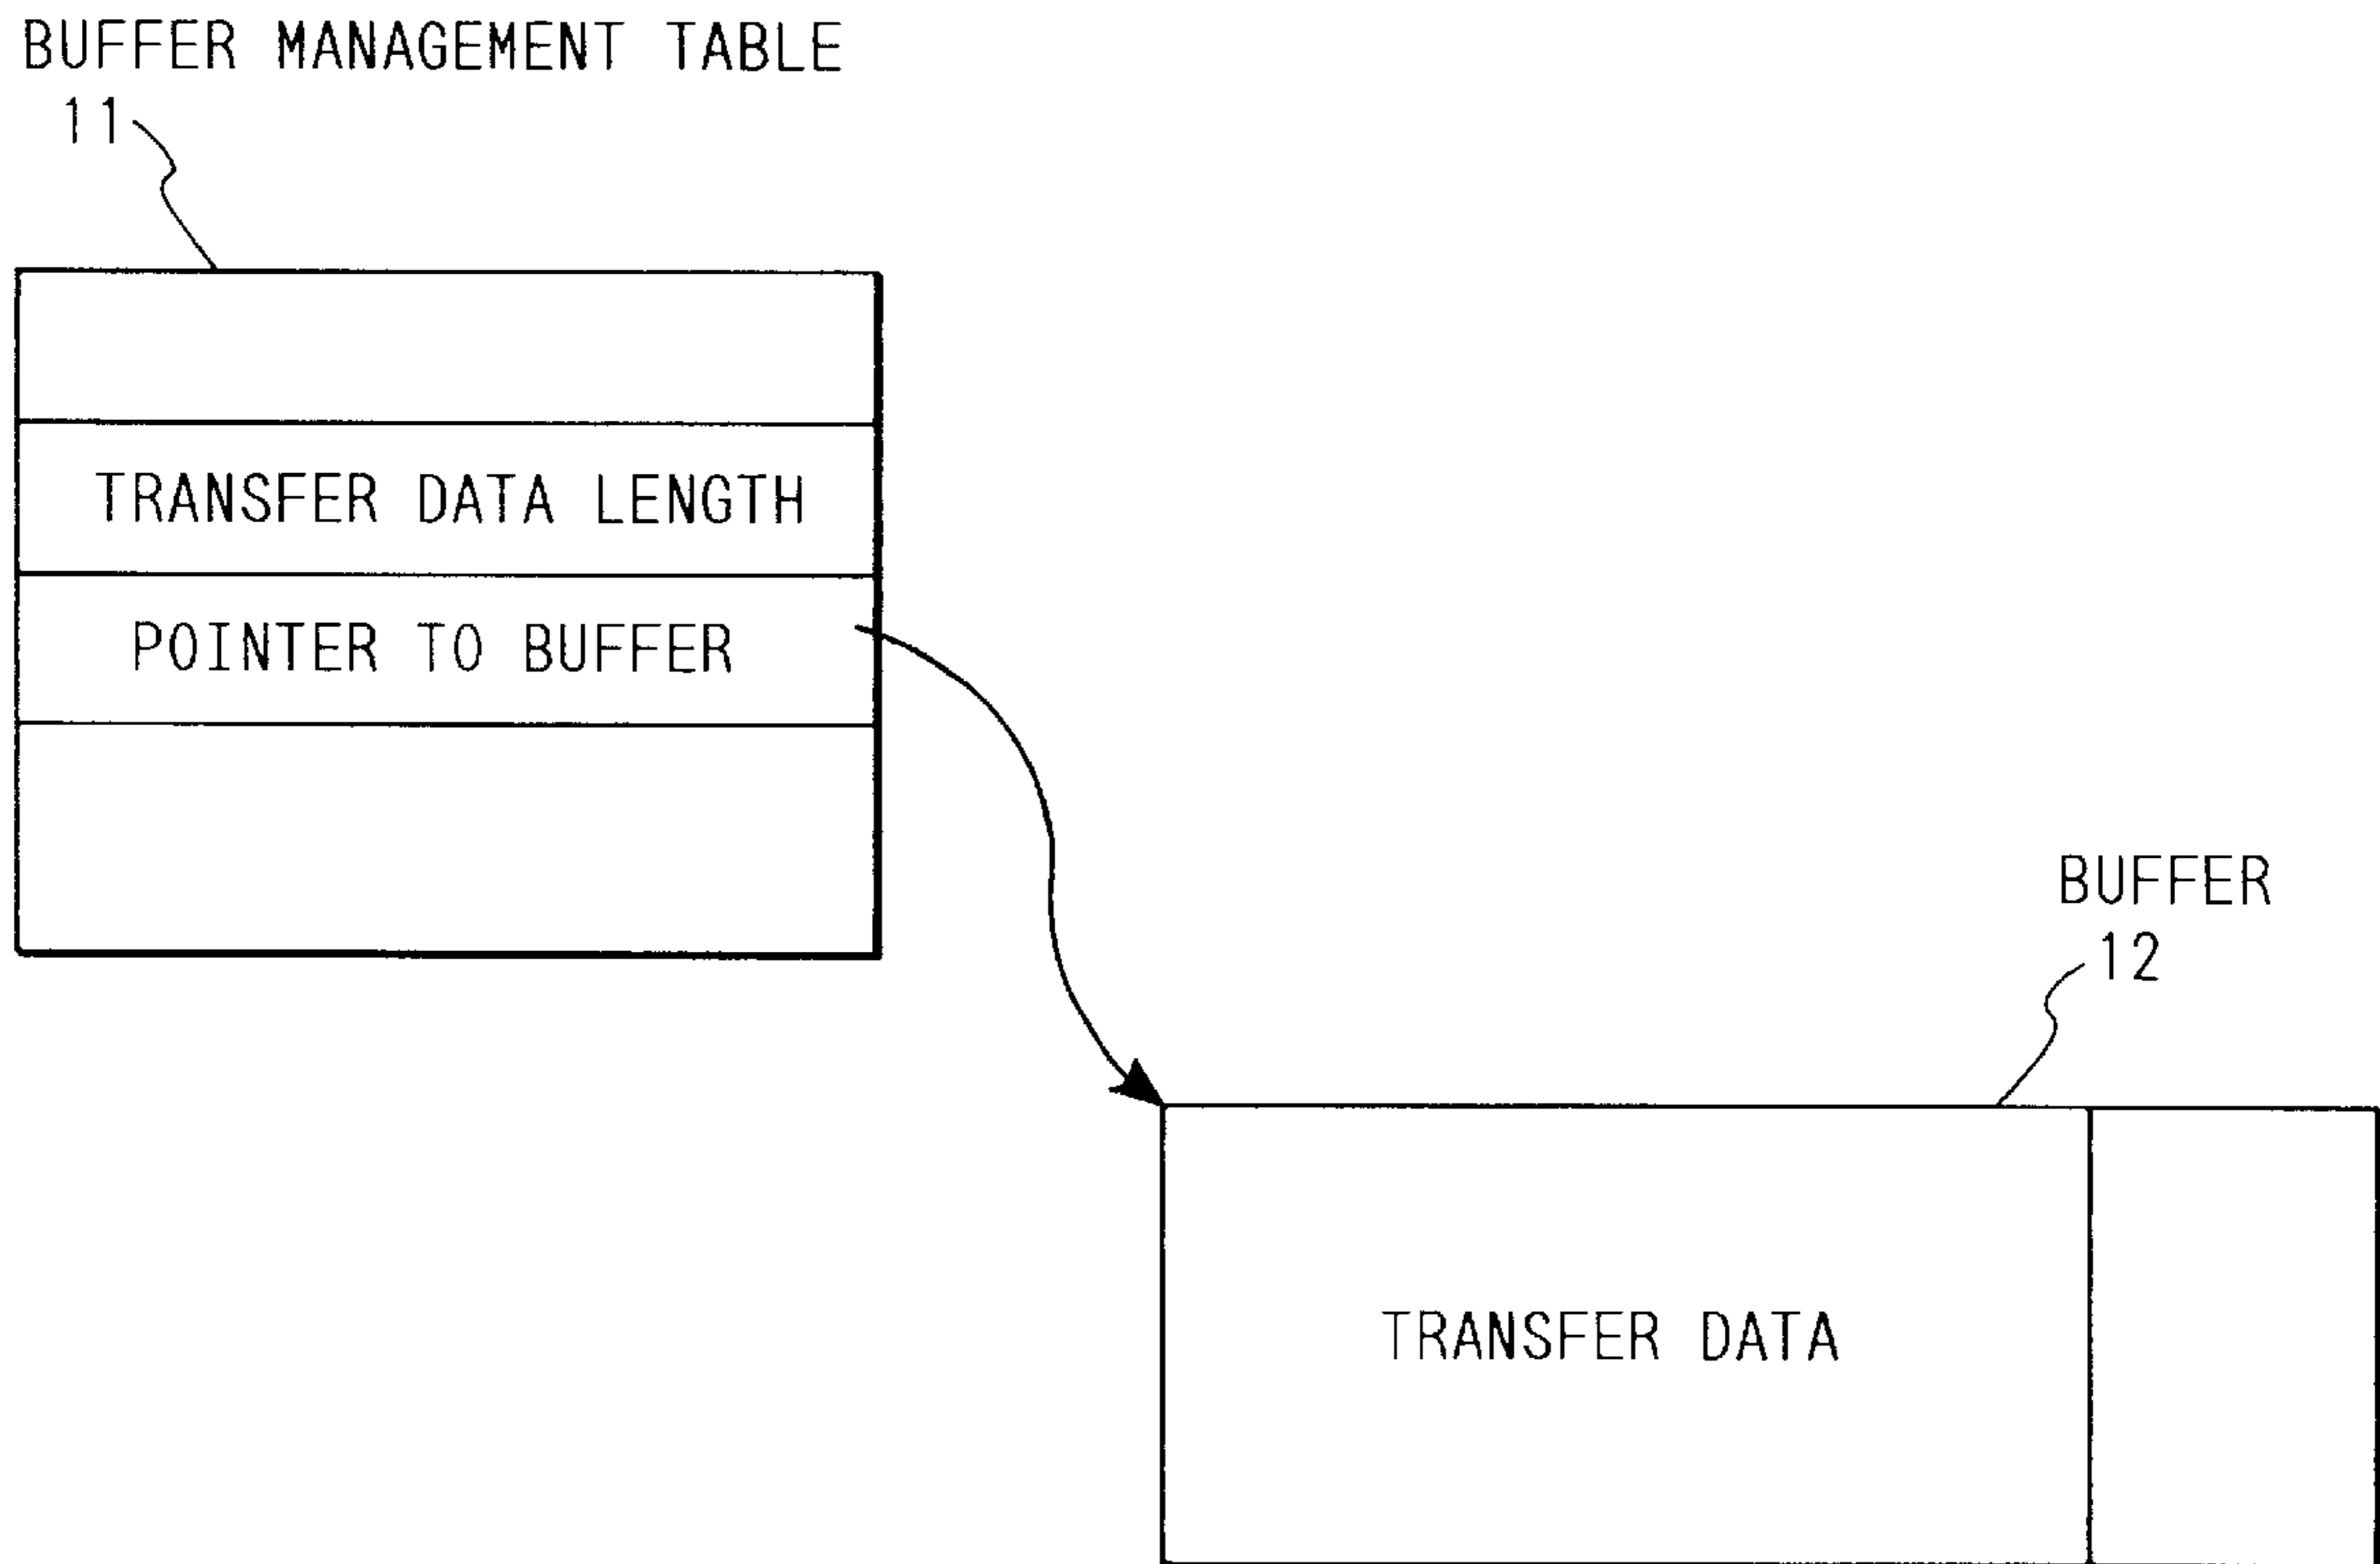 BUFFER MANAGEMENT TABLE
11
TRANSFER DATA LENGTH
POINTER TO BUFFER
BUFFER
12
TRANSFER DATA